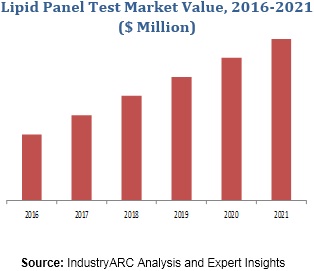 Lipid Panel Test Market Value, 2016-2021
($ Million)
2016 2017 2018 2019 2020 2021
Source: IndustryARC Analysis and Expert Insights